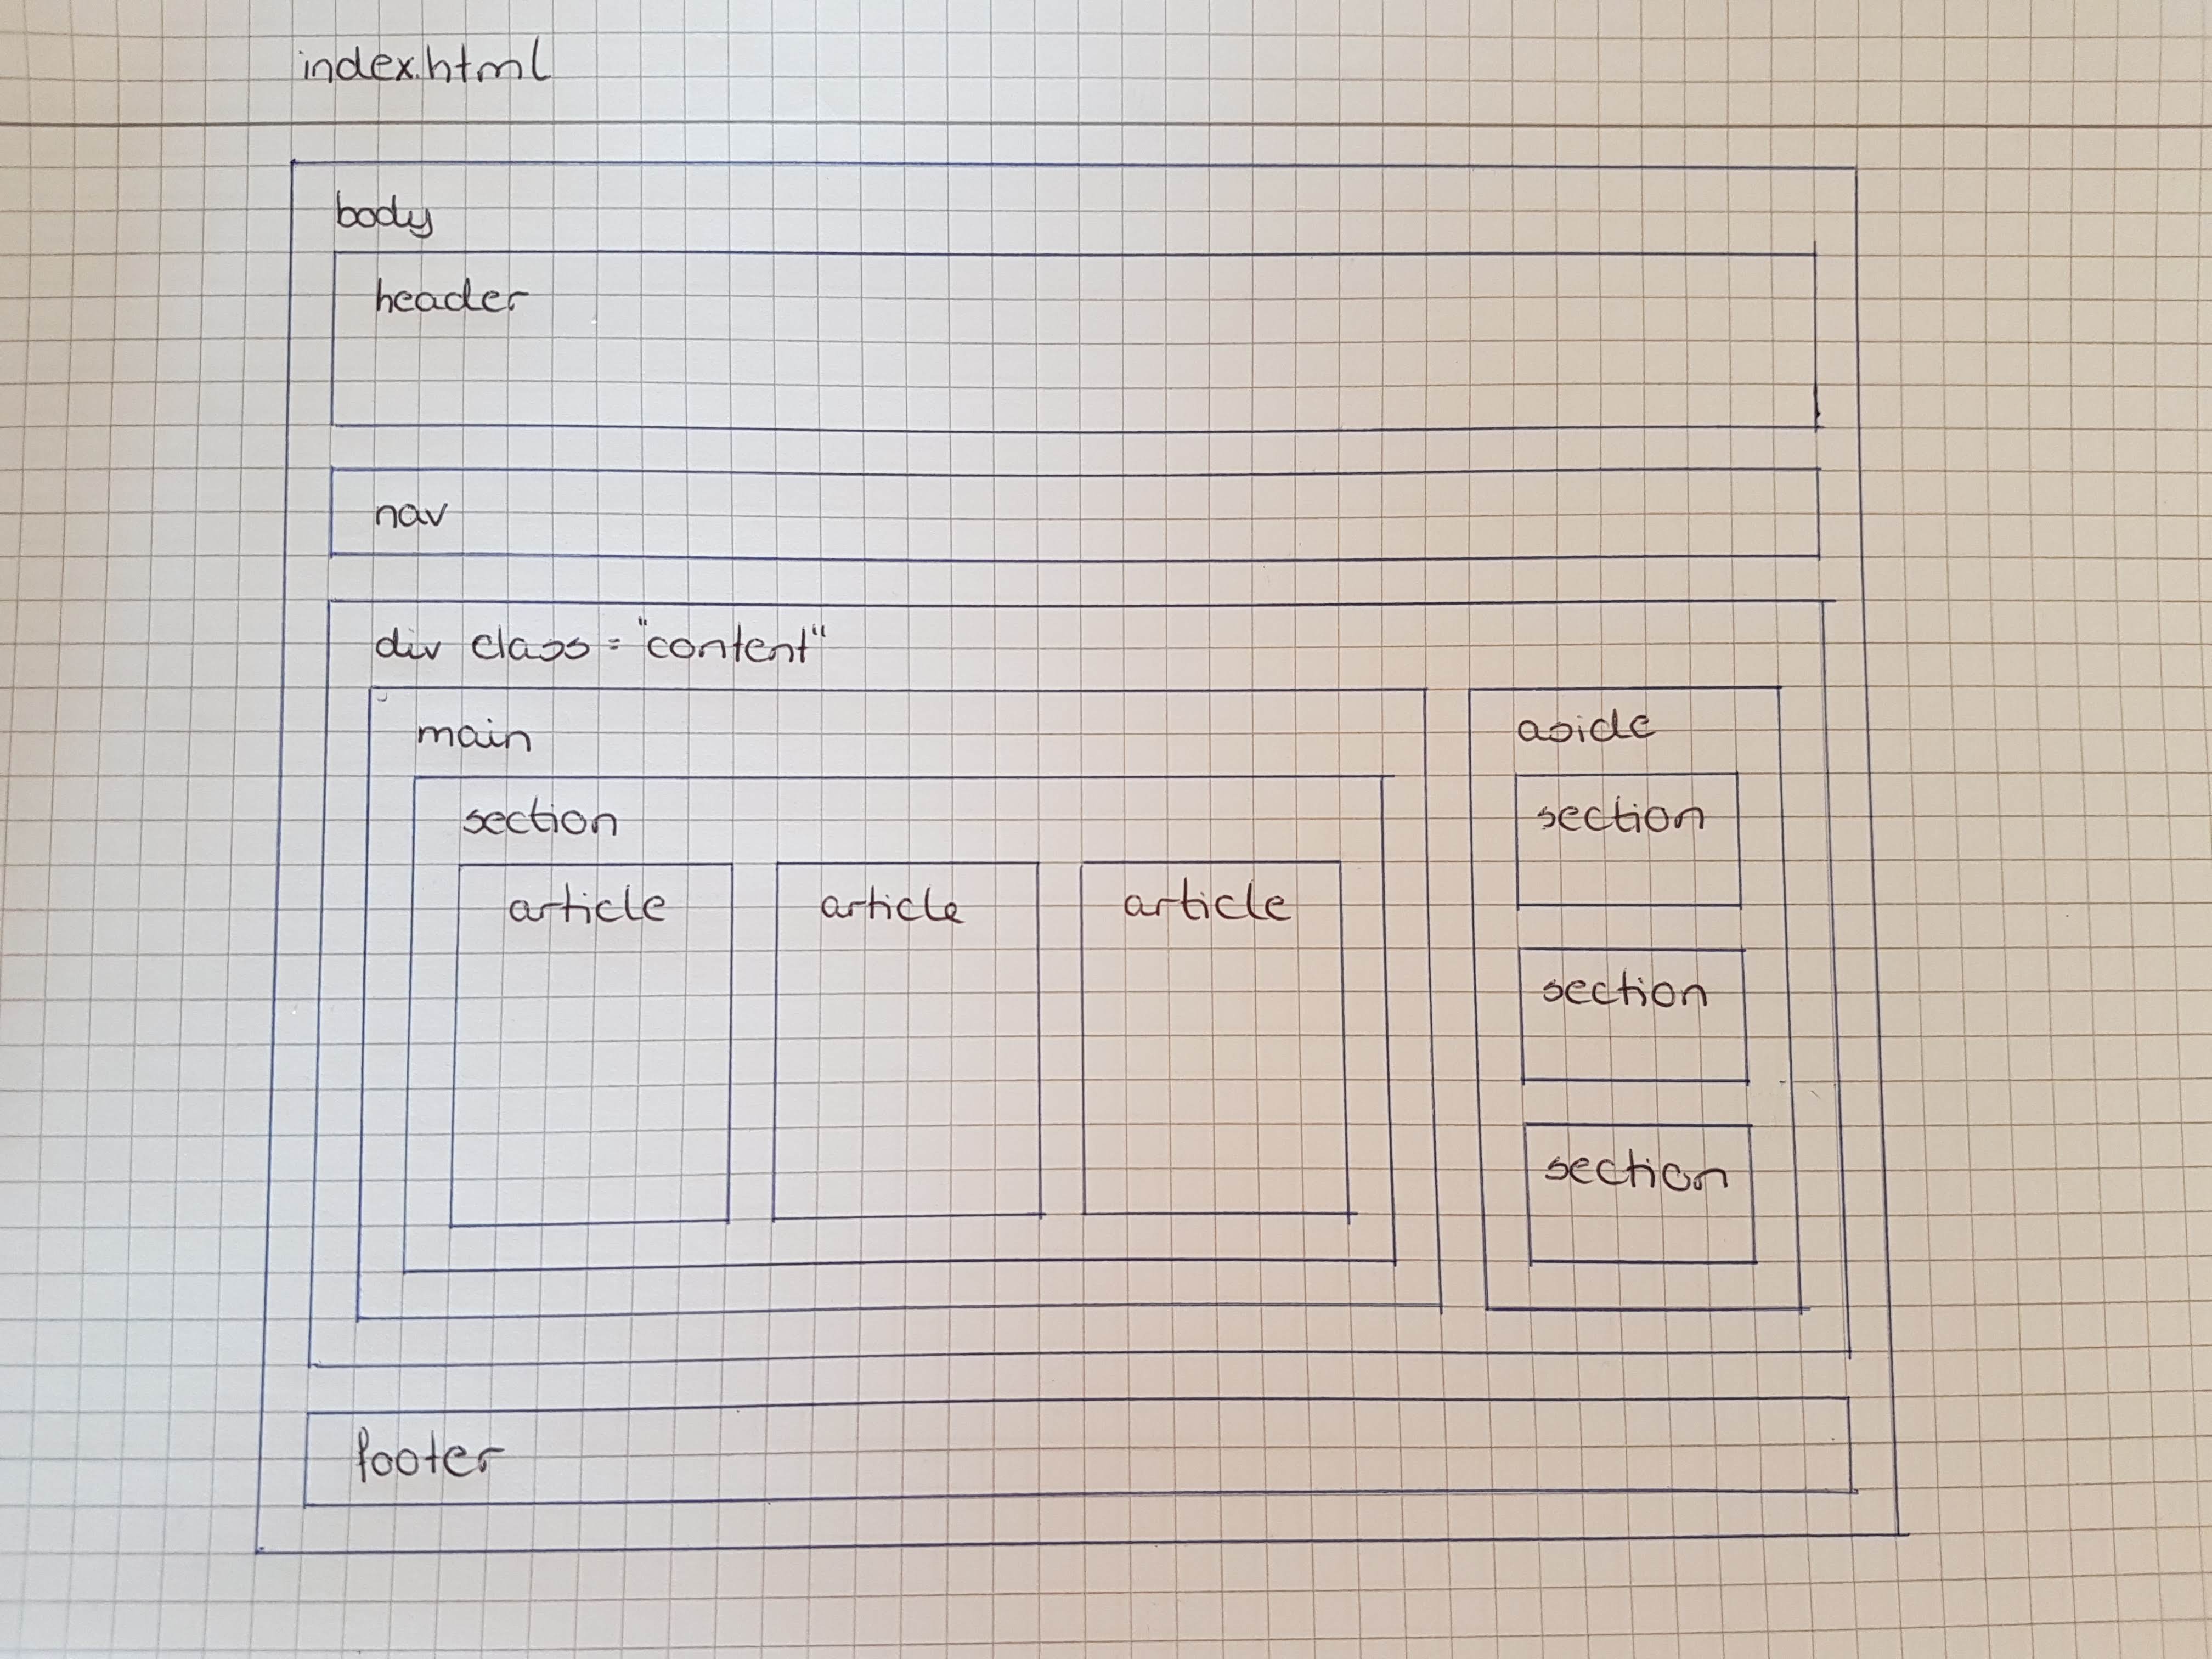 index.html
body
header
nav
div class = "content"
main
section
article
article
article
aside
section
section
section
footer